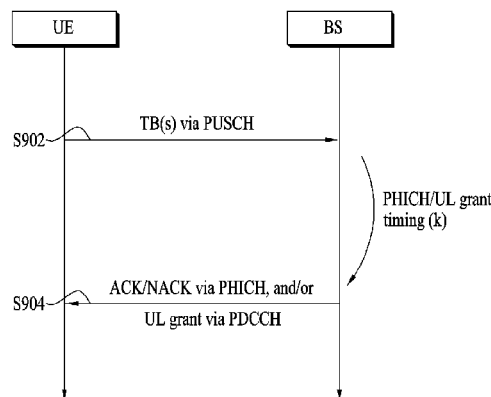 UE
BS
TB(s) via PUSCH
S902
PHICH/UL grant
timing (k)
ACK/NACK via PHICH, and/or
S904
UL grant via PDCCH